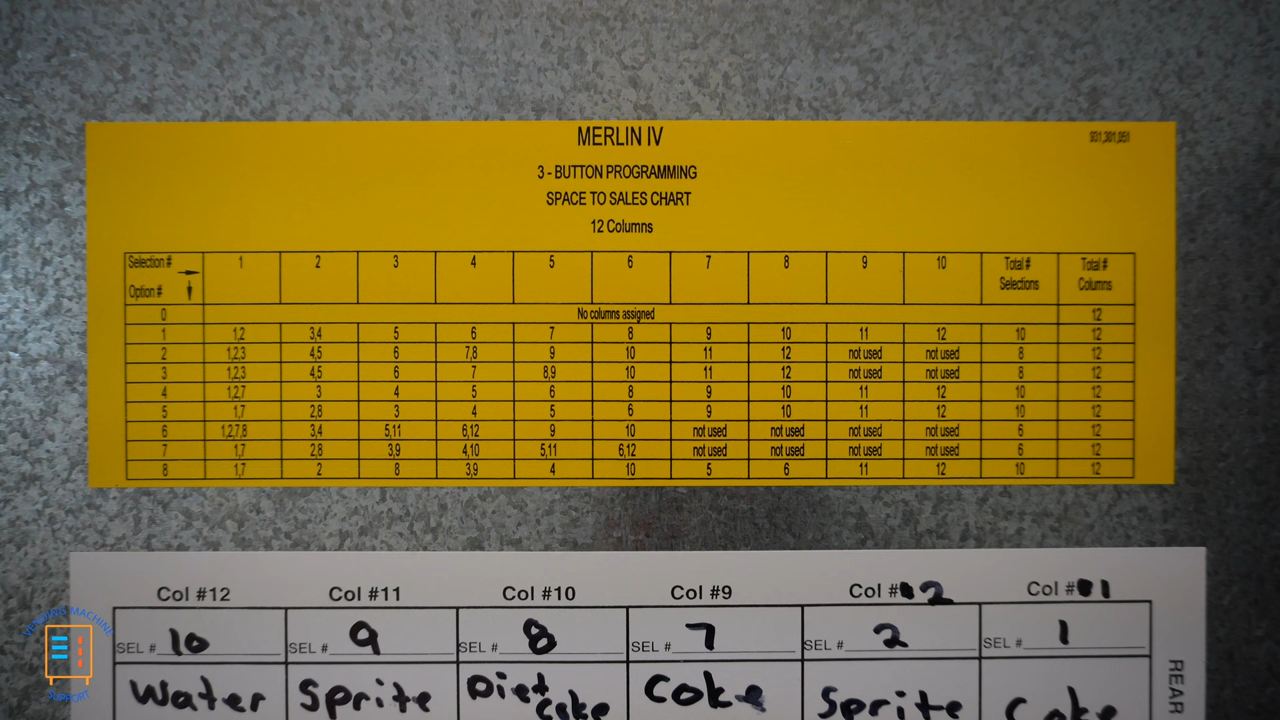 MERLIN IV
931,301,051
3 - BUTTON PROGRAMMING
SPACE TO SALES CHART
12 Columns
Selection # 1 2 3 4 5 6 7 8 9 10 Total # Selections Total # Columns
Option #
0 No columns assigned 12
1 1,2 3,4 5 6 7 8 9 10 11 12 10 12
2 1,2,3 4,5 6 7,8 9 10 11 12 not used not used 8 12
3 1,2,3 4,5 6 7 8,9 10 11 12 not used not used 8 12
4 1,2,7 3 4 5 6 8 9 10 11 12 10 12
5 1,7 2,8 3 4 5 6 9 10 11 12 10 12
6 1,2,7,8 3,4 5,11 6,12 9 10 not used not used not used not used 6 12
7 1,7 2,8 3,9 4,10 5,11 6,12 not used not used not used not used 6 12
8 1,7 2 8 3,9 4 10 5 6 11 12 10 12
Col #12 Col #11 Col #10 Col #9 Col #2 Col #1
SEL # 10 SEL # 9 SEL # 8 SEL # 7 SEL # 2 SEL # 1
Water Sprite Diet Coke Coke Sprite Coke
REAR
VENDING MACHINE
SUPPORT